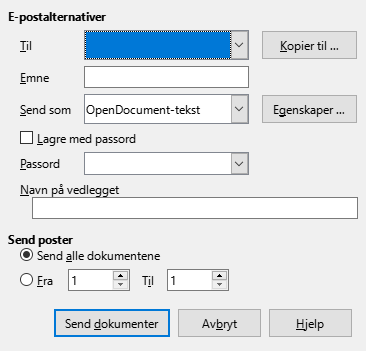 E-postalternativer
Til
Kopier til ...
Emne
Send som OpenDocument-tekst Egenskaper ...
Lagre med passord
Passord
Navn på vedlegget
Send poster
Send alle dokumentene
Fra 1 Til 1
Send dokumenter Avbryt Hjelp